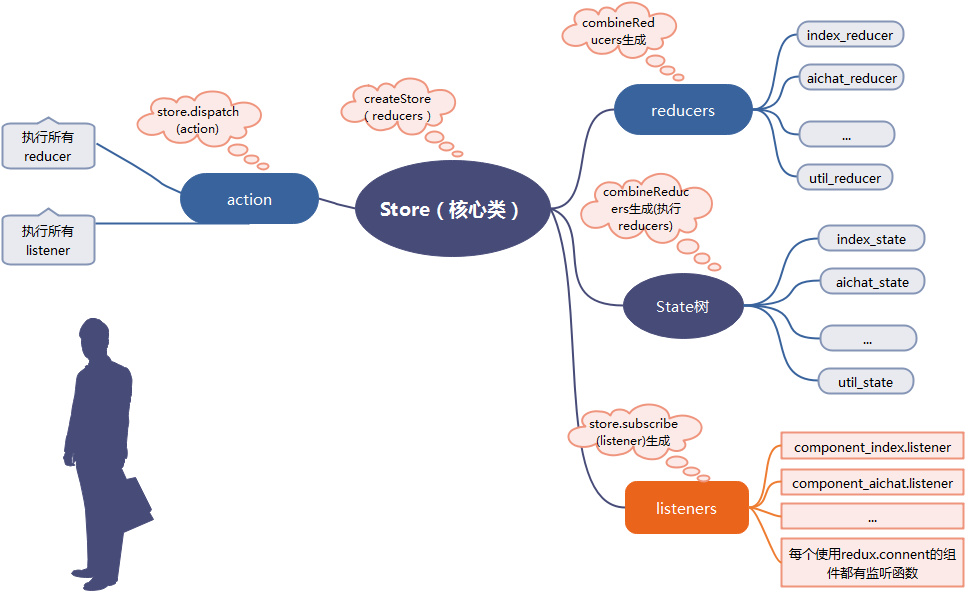 combineRed
ucers生成
index_reducer
aichat_reducer
...
util_reducer
reducers
createStore
（reducers）
store.dispatch
(action)
执行所有
reducer
action
Store（核心类）
执行所有
listener
combineReduc
ers生成(执行
reducers)
index_state
aichat_state
...
util_state
State树
store.subscribe
(listener)生成
listeners
component_index.listener
component_aichat.listener
...
每个使用redux.connent的组
件都有监听函数